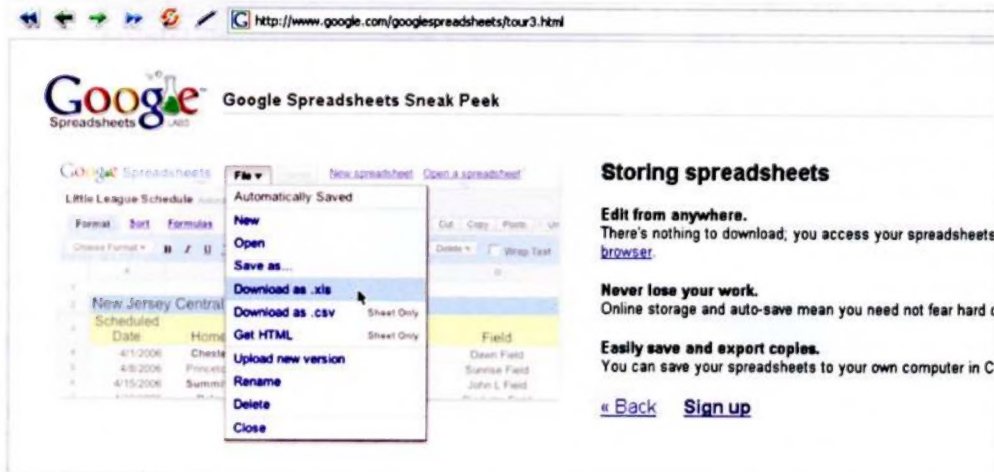 http://www.google.com/googlespreadsheets/tour3.html
Google
Spreadsheets LABS
Google Spreadsheets Sneak Peek
Google Spreadsheets
File ▾
New spreadsheet Open a spreadsheet
Little League Schedule
Automatically Saved
Format Sort Formulas
New
Cut Copy Paste
Choose Format ▾ B I U
Open
Delete ▾ Wrap Text
Save as...
Download as .xls
New Jersey Central
Download as .csv Sheet Only
Scheduled
Date Home
Get HTML Sheet Only
Field
4/1/2006 Cheste
Upload new version
Dawn Field
4/8/2006 Princeto
Rename
Sunrise Field
4/15/2006 Summi
John L Field
Delete
Close
Storing spreadsheets
Edit from anywhere.
There's nothing to download; you access your spreadsheets
browser.
Never lose your work.
Online storage and auto-save mean you need not fear hard d
Easily save and export copies.
You can save your spreadsheets to your own computer in C
« Back Sign up